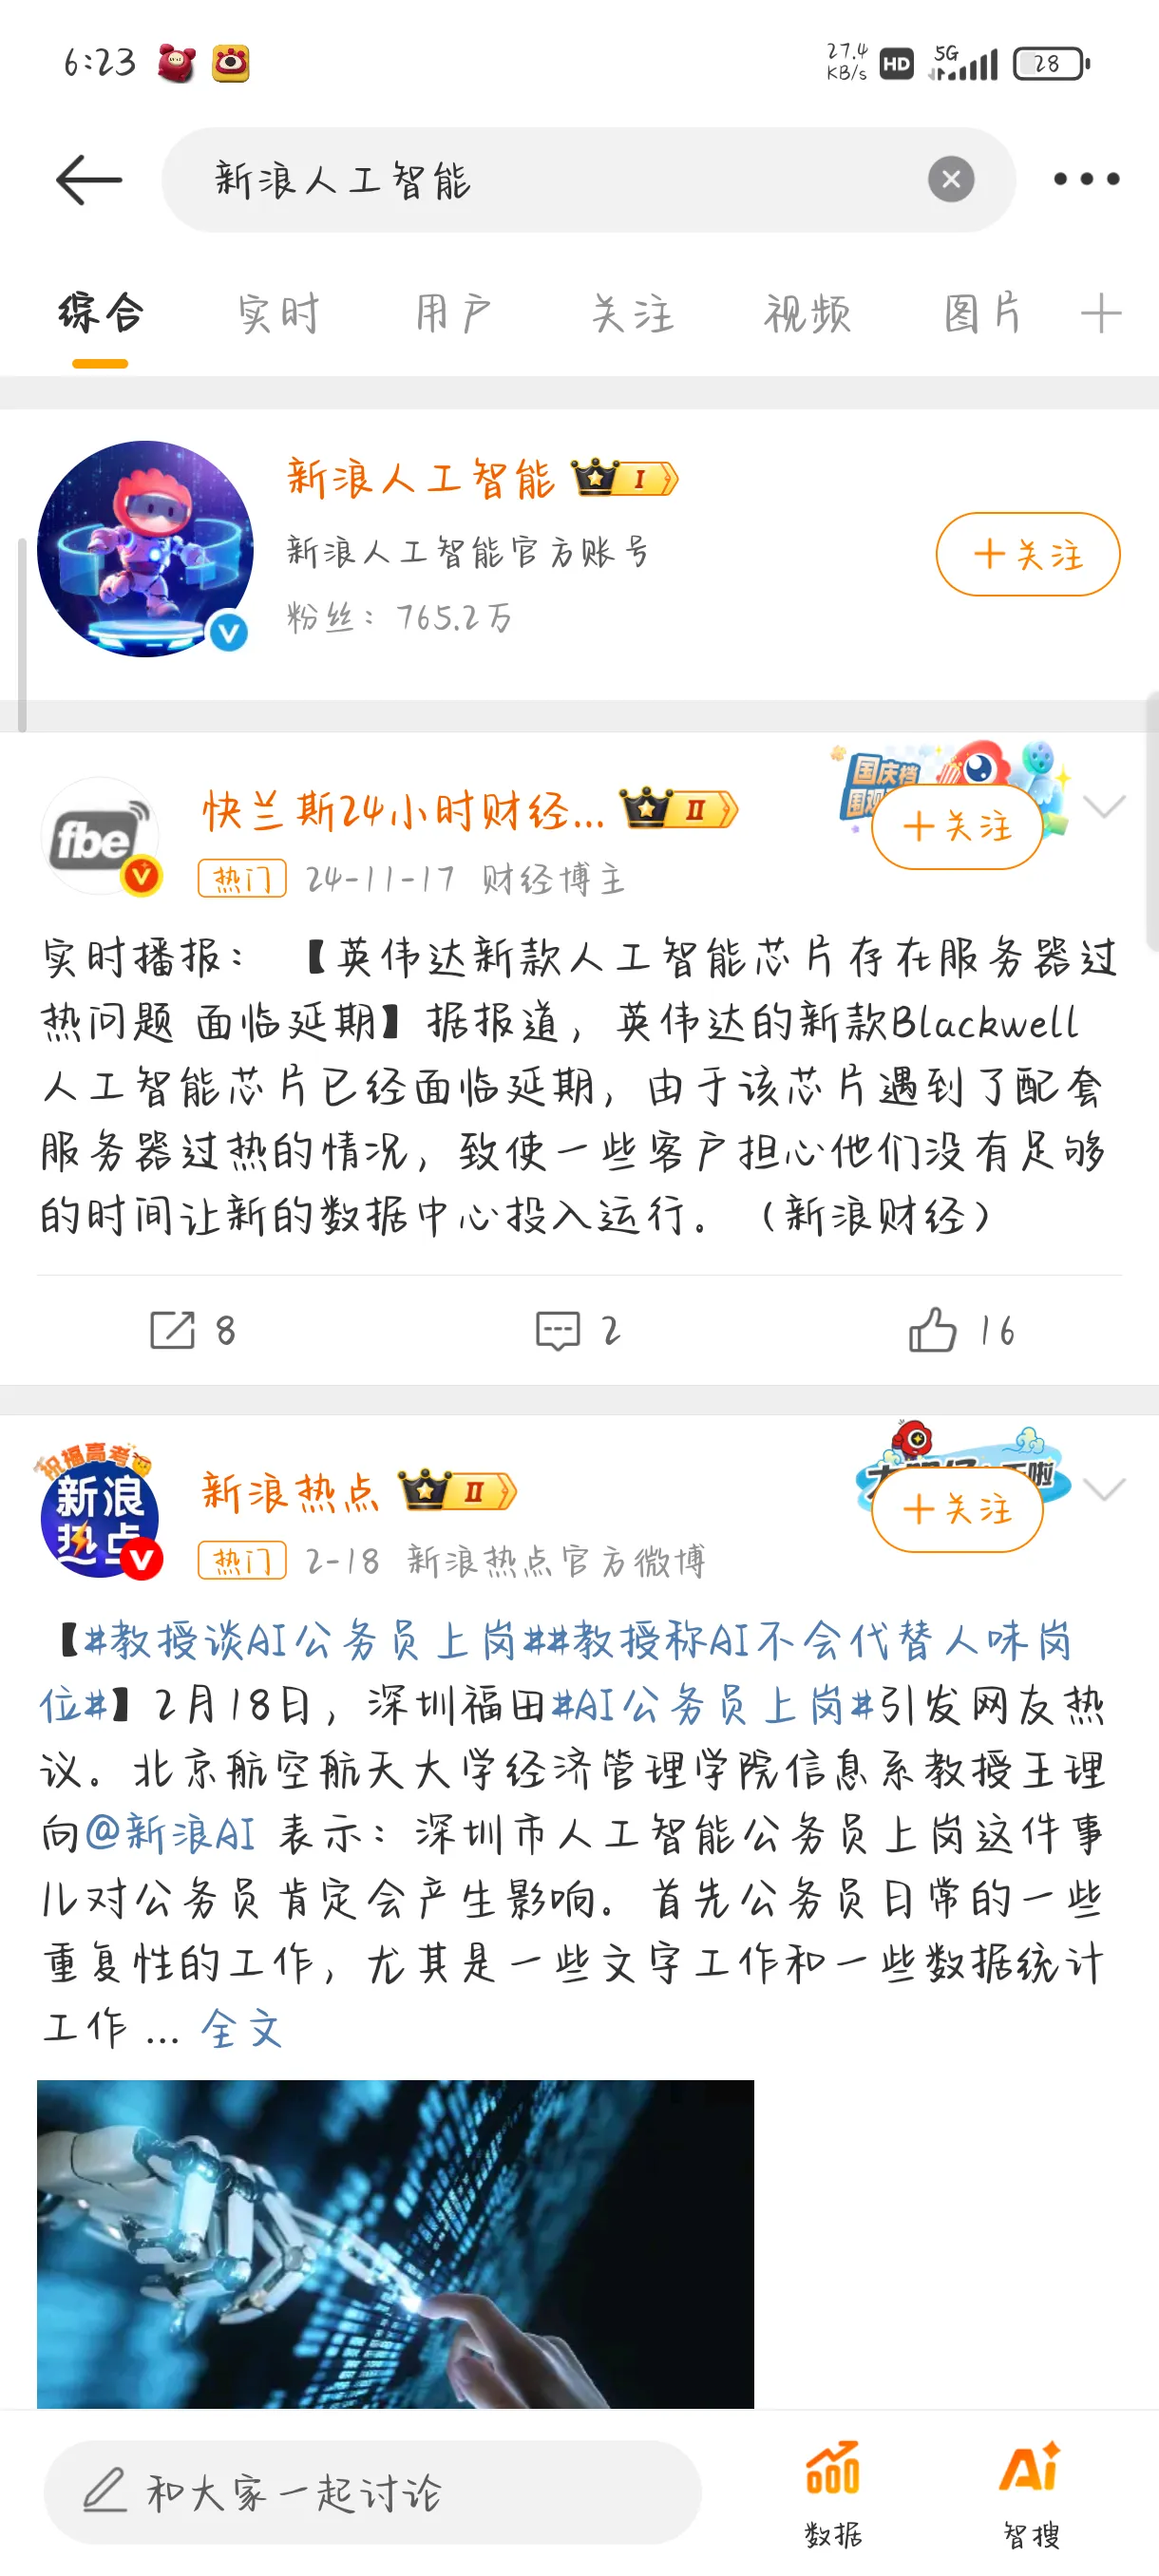 6:23
27.4
KB/s
HD
5G
28
新浪人工智能
综合 实时 用户 关注 视频 图片
新浪人工智能 I
新浪人工智能官方账号
粉丝：765.2万
+关注
V
国庆档
fbe
快兰斯24小时财经... II
+关注
热门 24-11-17 财经博主
实时播报： 【英伟达新款人工智能芯片存在服务器过
热问题 面临延期】据报道，英伟达的新款Blackwell
人工智能芯片已经面临延期，由于该芯片遇到了配套
服务器过热的情况，致使一些客户担心他们没有足够
的时间让新的数据中心投入运行。（新浪财经）
8 2 16
祝福高考
新浪
热点
V
新浪热点 II
+关注
热门 2-18 新浪热点官方微博
【#教授谈AI公务员上岗##教授称AI不会代替人味岗
位#】2月18日，深圳福田#AI公务员上岗#引发网友热
议。北京航空航天大学经济管理学院信息系教授王理
向@新浪AI 表示：深圳市人工智能公务员上岗这件事
儿对公务员肯定会产生影响。首先公务员日常的一些
重复性的工作，尤其是一些文字工作和一些数据统计
工作 ... 全文
和大家一起讨论
数据
Ai
智搜